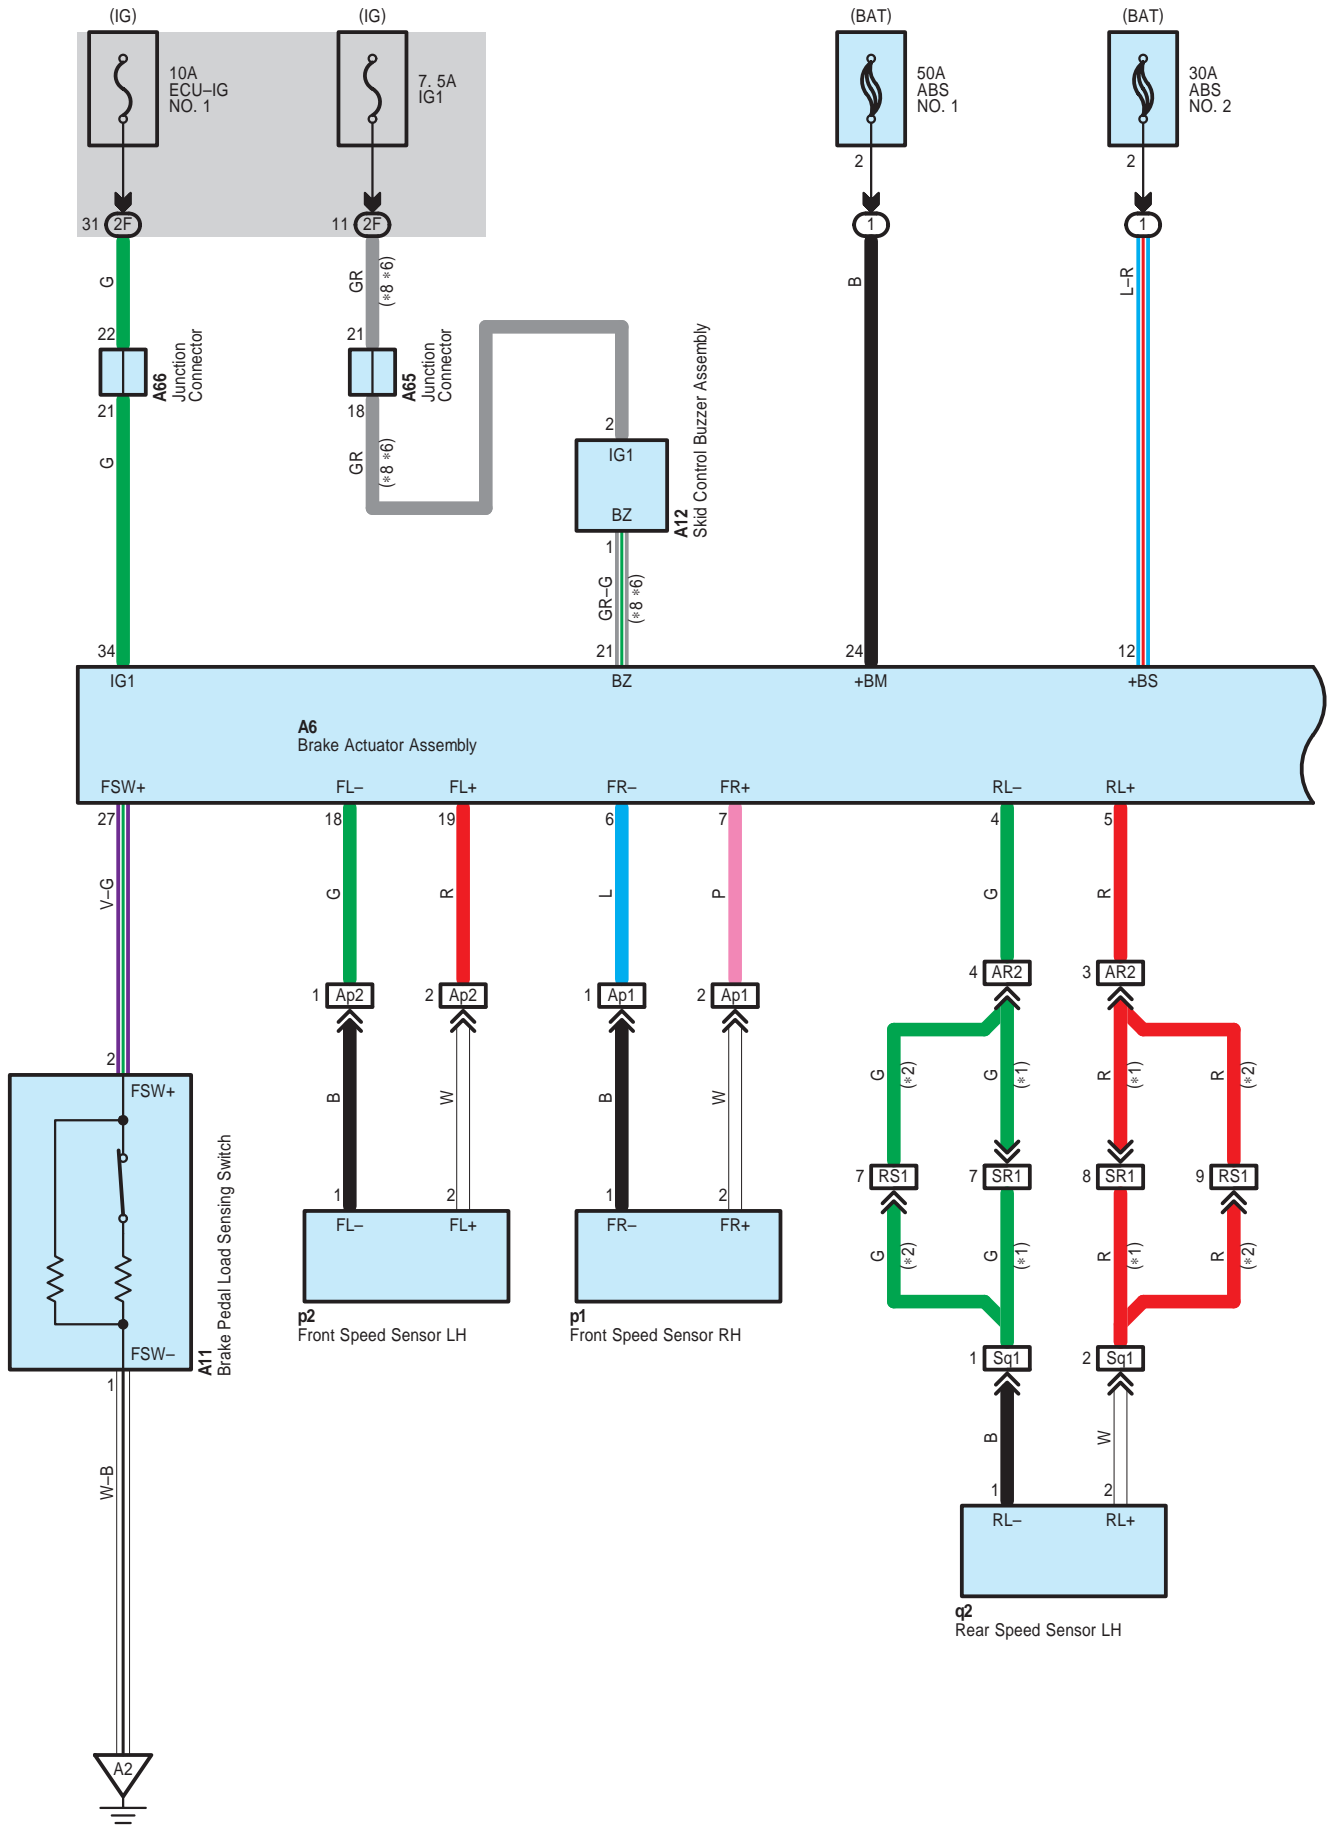 (IG)
(IG)
(BAT)
(BAT)
10A
ECU–IG
NO. 1
7. 5A
IG1
50A
ABS
NO. 1
30A
ABS
NO. 2
2
2
31
2F
11
2F
1
1
G
GR
(*8 *6)
B
L–R
22
21
A66
Junction
Connector
A65
Junction
Connector
21
18
G
GR
(*8 *6)
2
IG1
BZ
A12
Skid Control Buzzer Assembly
1
GR–G
(*8 *6)
34
21
24
12
IG1
BZ
+BM
+BS
A6
Brake Actuator Assembly
FSW+
FL–
FL+
FR–
FR+
RL–
RL+
27
18
19
6
7
4
5
V–G
G
R
L
P
G
R
4
AR2
3
AR2
1
Ap2
2
Ap2
1
Ap1
2
Ap1
2
FSW+
B
W
B
W
G
(*2)
G
(*1)
R
(*1)
R
(*2)
7
RS1
7
SR1
8
SR1
9
RS1
1
2
1
2
FL–
FL+
FR–
FR+
G
(*2)
G
(*1)
R
(*1)
R
(*2)
p2
Front Speed Sensor LH
p1
Front Speed Sensor RH
FSW–
A11
Brake Pedal Load Sensing Switch
1
Sq1
2
Sq1
1
W–B
B
W
1
2
RL–
RL+
q2
Rear Speed Sensor LH
A2